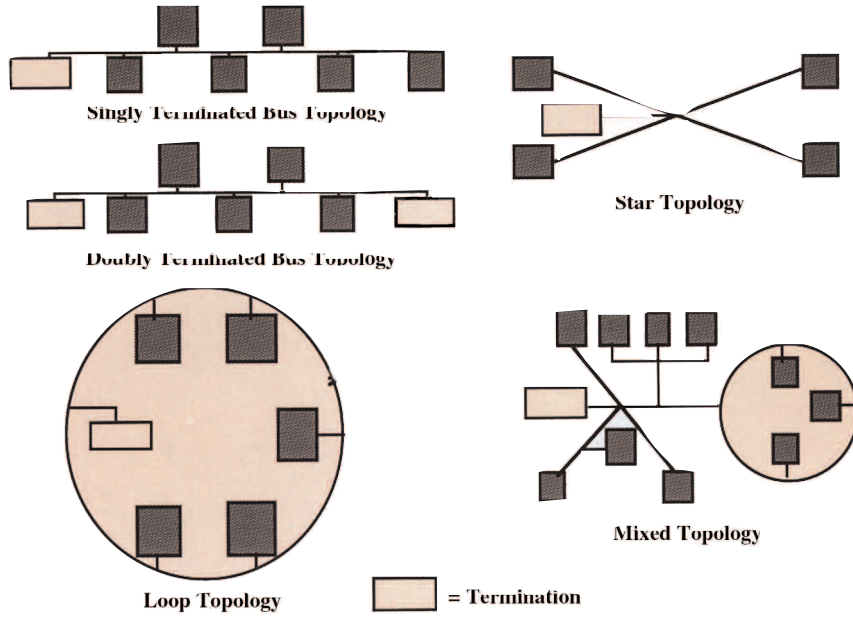 Singly Terminated Bus Topology
Star Topology
Doubly Terminated Bus Topology
Mixed Topology
Loop Topology
= Termination